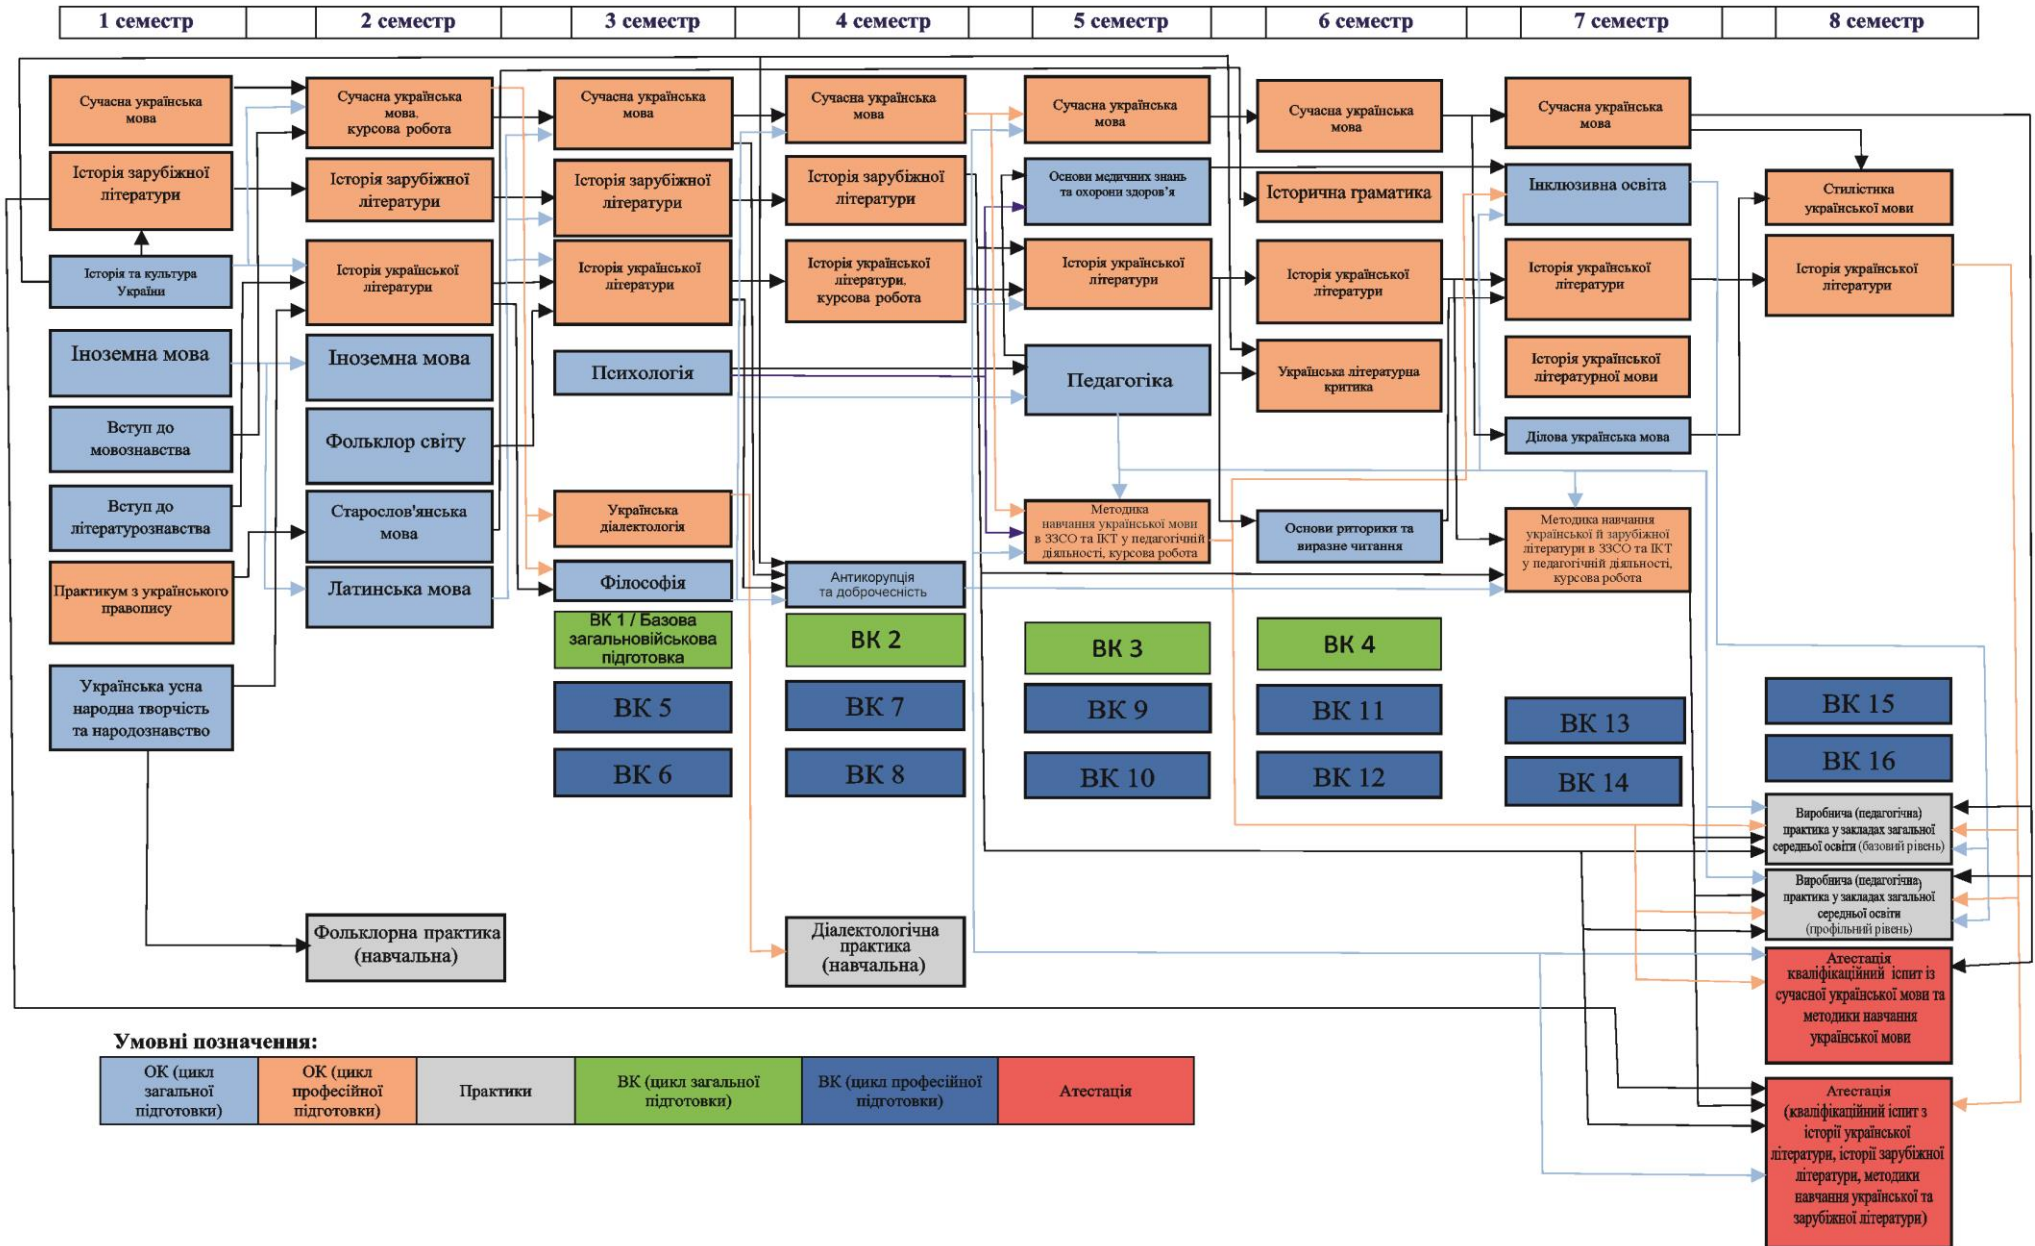 1 семестр
2 семестр
3 семестр
4 семестр
5 семестр
6 семестр
7 семестр
8 семестр
Сучасна українська
мова
Історія зарубіжної
літератури
Історія та культура
України
Іноземна мова
Вступ до
мовознавства
Вступ до
літературознавства
Практикум з українського
правопису
Українська усна
народна творчість
та народознавство
Сучасна українська
мова.
курсова робота
Історія зарубіжної
літератури
Історія української
літератури
Іноземна мова
Фольклор світу
Старослов'янська
мова
Латинська мова
Фольклорна практика
(навчальна)
Сучасна українська
мова
Історія зарубіжної
літератури
Історія української
літератури
Психологія
Українська
діалектологія
Філософія
ВК 1 / Базова
загальновійськова
підготовка
ВК 5
ВК 6
Сучасна українська
мова
Історія зарубіжної
літератури
Історія української
літератури.
курсова робота
Антикорупція
та доброчесність
ВК 2
ВК 7
ВК 8
Діалектологічна
практика
(навчальна)
Сучасна українська
мова
Основи медичних знань
та охорони здоров’я
Історія української
літератури
Педагогіка
Методика
навчання української мови
в ЗЗСО та ІКТ у педагогічній
діяльності, курсова робота
ВК 3
ВК 9
ВК 10
Сучасна українська
мова
Історична граматика
Історія української
літератури
Українська літературна
критика
Основи риторики та
виразне читання
ВК 4
ВК 11
ВК 12
Сучасна українська
мова
Інклюзивна освіта
Історія української
літератури
Історія української
літературної мови
Ділова українська мова
Методика навчання
української й зарубіжної
літератури в ЗЗСО та ІКТ
у педагогічній діяльності,
курсова робота
ВК 13
ВК 14
Стилістика
української мови
Історія української
літератури
ВК 15
ВК 16
Виробнича (педагогічна)
практика у закладах загальної
середньої освіти (базовий рівень)
Виробнича (педагогічна)
практика у закладах загальної
середньої освіти
(профільний рівень)
Атестація
кваліфікаційний іспит із
сучасної української мови та
методики навчання
української мови
Атестація
(кваліфікаційний іспит з
історії української
літератури, історії зарубіжної
літератури, методики
навчання української та
зарубіжної літератури)
Умовні позначення:
ОК (цикл
загальної
підготовки)
ОК (цикл
професійної
підготовки)
Практики
ВК (цикл загальної
підготовки)
ВК (цикл професійної
підготовки)
Атестація